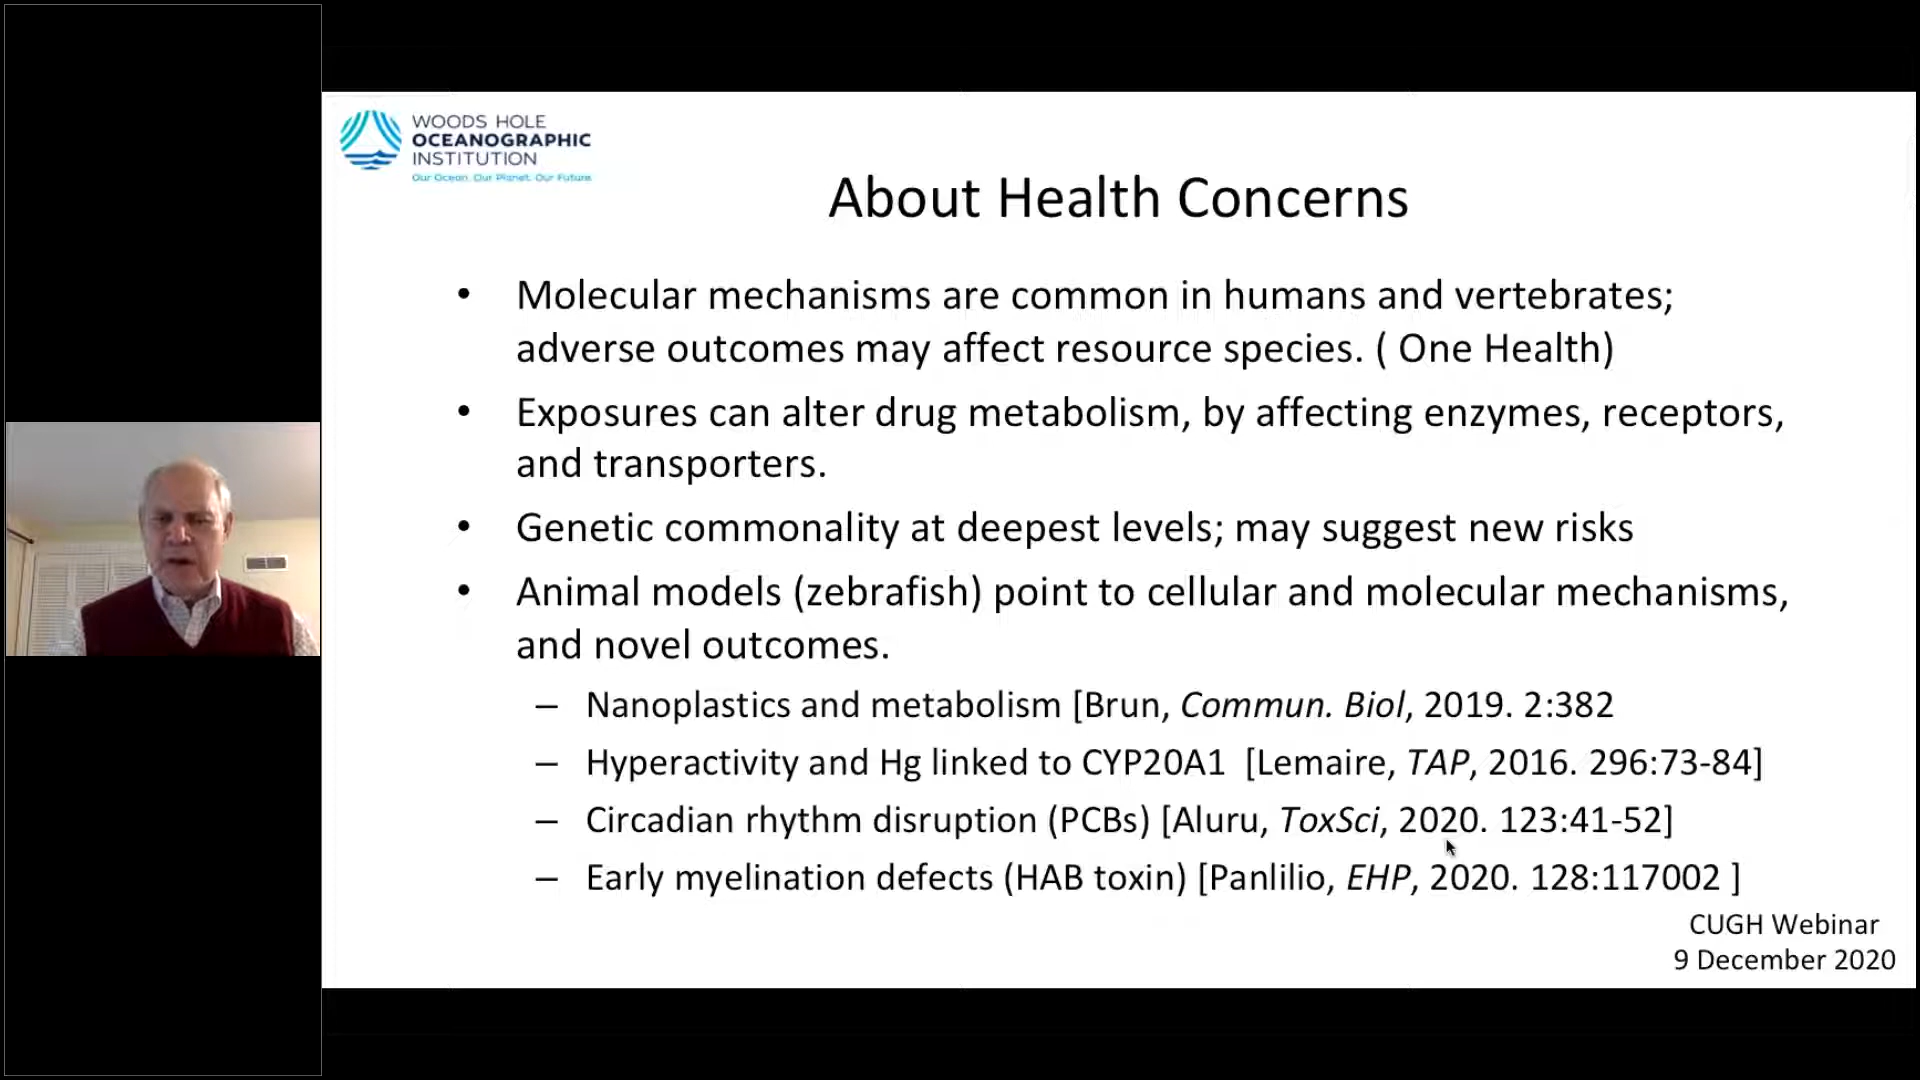 WOODS HOLE
OCEANOGRAPHIC
INSTITUTION
Our Ocean. Our Planet. Our Future.
About Health Concerns
• Molecular mechanisms are common in humans and vertebrates;
adverse outcomes may affect resource species. ( One Health)
• Exposures can alter drug metabolism, by affecting enzymes, receptors,
and transporters.
• Genetic commonality at deepest levels; may suggest new risks
• Animal models (zebrafish) point to cellular and molecular mechanisms,
and novel outcomes.
– Nanoplastics and metabolism [Brun, Commun. Biol, 2019. 2:382
– Hyperactivity and Hg linked to CYP20A1 [Lemaire, TAP, 2016. 296:73-84]
– Circadian rhythm disruption (PCBs) [Aluru, ToxSci, 2020. 123:41-52]
– Early myelination defects (HAB toxin) [Panlilio, EHP, 2020. 128:117002 ]
CUGH Webinar
9 December 2020